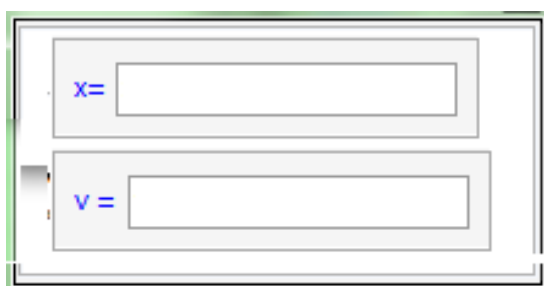 x=
v =